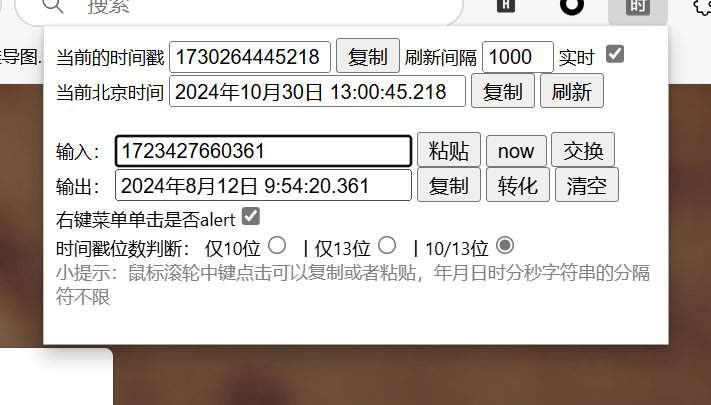 搜索
H
时
导图...
当前的时间戳 1730264445218 复制 刷新间隔 1000 实时
当前北京时间 2024年10月30日 13:00:45.218 复制 刷新
输入： 1723427660361 粘贴 now 交换
输出： 2024年8月12日 9:54:20.361 复制 转化 清空
右键菜单单击是否alert
时间戳位数判断： 仅10位 | 仅13位 | 10/13位
小提示：鼠标滚轮中键点击可以复制或者粘贴，年月日时分秒字符串的分隔
符不限